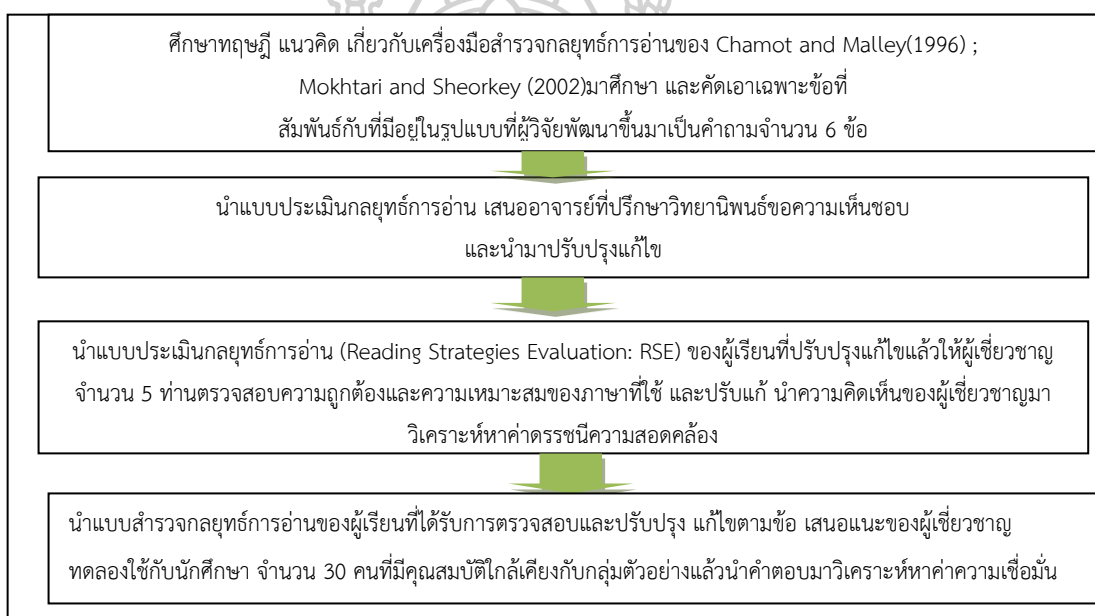 ศึกษาทฤษฎี แนวคิด เกี่ยวกับเครื่องมือสำรวจกลยุทธ์การอ่านของ Chamot and Malley(1996) ;
Mokhtari and Sheorkey (2002)มาศึกษา และคัดเอาเฉพาะข้อที่
สัมพันธ์กับที่มีอยู่ในรูปแบบที่ผู้วิจัยพัฒนาขึ้นมาเป็นคำถามจำนวน 6 ข้อ
นำแบบประเมินกลยุทธ์การอ่าน เสนออาจารย์ที่ปรึกษาวิทยานิพนธ์ขอความเห็นชอบ
และนำมาปรับปรุงแก้ไข
นำแบบประเมินกลยุทธ์การอ่าน (Reading Strategies Evaluation: RSE) ของผู้เรียนที่ปรับปรุงแก้ไขแล้วให้ผู้เชี่ยวชาญ
จำนวน 5 ท่านตรวจสอบความถูกต้องและความเหมาะสมของภาษาที่ใช้ และปรับแก้ นำความคิดเห็นของผู้เชี่ยวชาญมา
วิเคราะห์หาค่าดรรชนีความสอดคล้อง
นำแบบสำรวจกลยุทธ์การอ่านของผู้เรียนที่ได้รับการตรวจสอบและปรับปรุง แก้ไขตามข้อ เสนอแนะของผู้เชี่ยวชาญ
ทดลองใช้กับนักศึกษา จำนวน 30 คนที่มีคุณสมบัติใกล้เคียงกับกลุ่มตัวอย่างแล้วนำคำตอบมาวิเคราะห์หาค่าความเชื่อมั่น